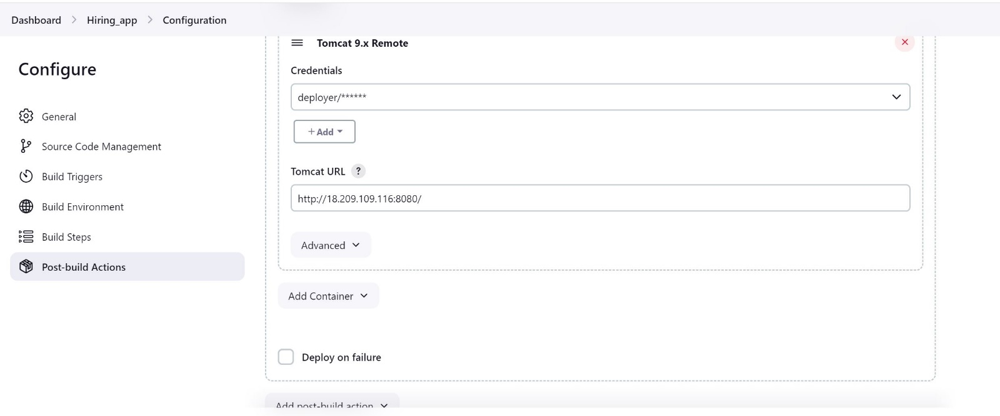 Dashboard > Hiring_app > Configuration
Configure
General
Source Code Management
Build Triggers
Build Environment
Build Steps
Post-build Actions
Tomcat 9.x Remote
Credentials
deployer/******
+ Add
Tomcat URL ?
http://18.209.109.116:8080/
Advanced
Add Container
Deploy on failure
Add post-build action